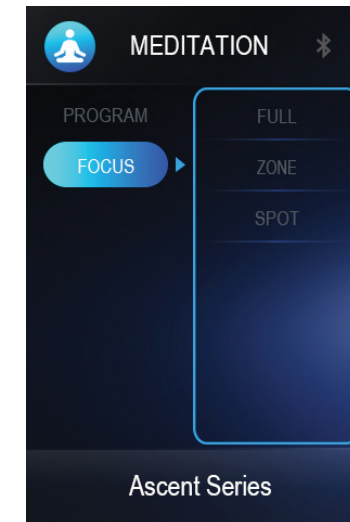 MEDITATION
PROGRAM
FOCUS
FULL
ZONE
SPOT
Ascent Series